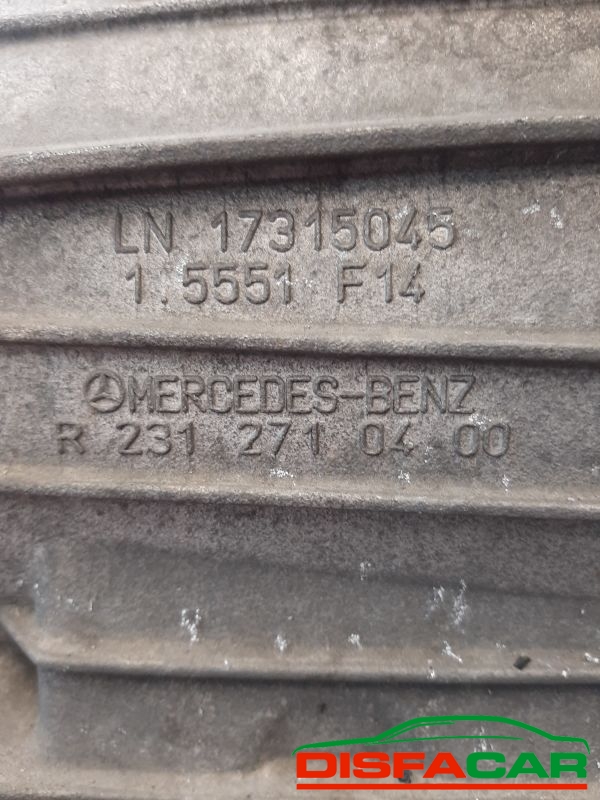 LN 17315045
1.5551 F14
MERCEDES-BENZ
R 231 271 04 00
DISFACAR